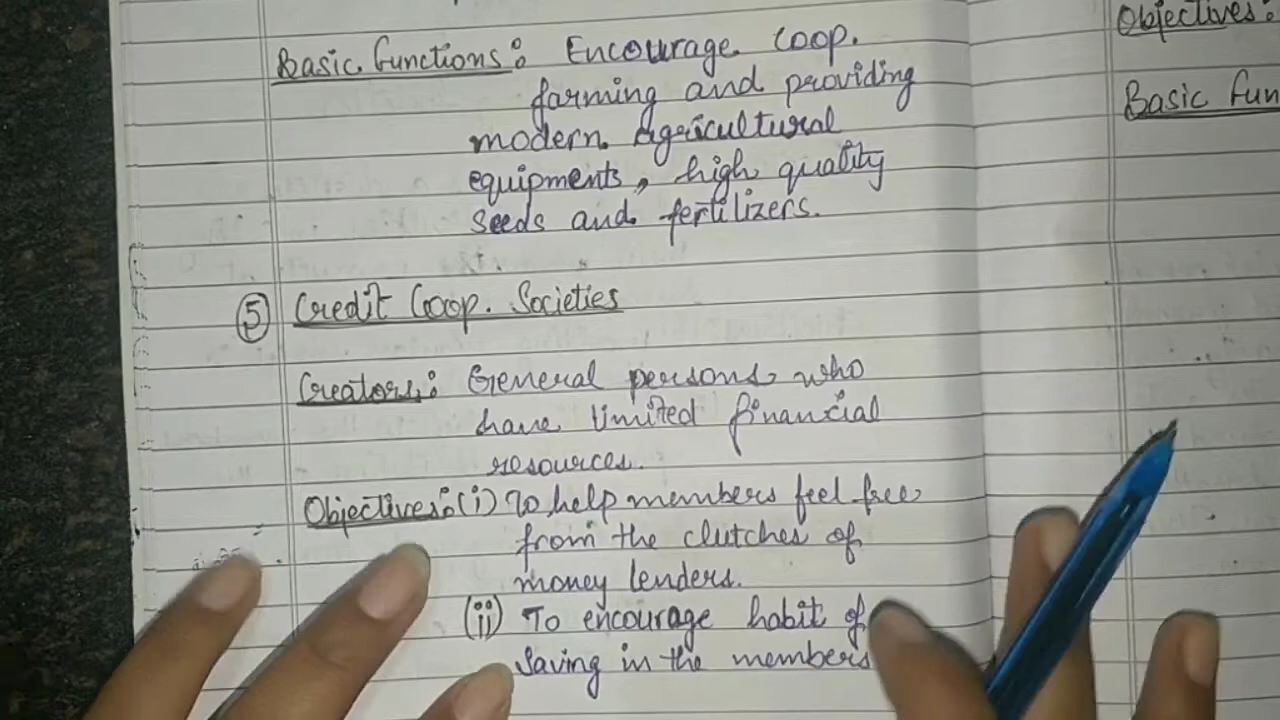 Basic functions: Encourage Coop.
farming and providing
modern Agricultural
equipments, high quality
seeds and fertilizers.
⑤ Credit Coop. Societies
Creators: General persons who
have limited financial
resources.
Objectives: (i) To help members feel free
from the clutches of
money lenders.
(ii) To encourage habit of
saving in the members
Objectives:
Basic Fun